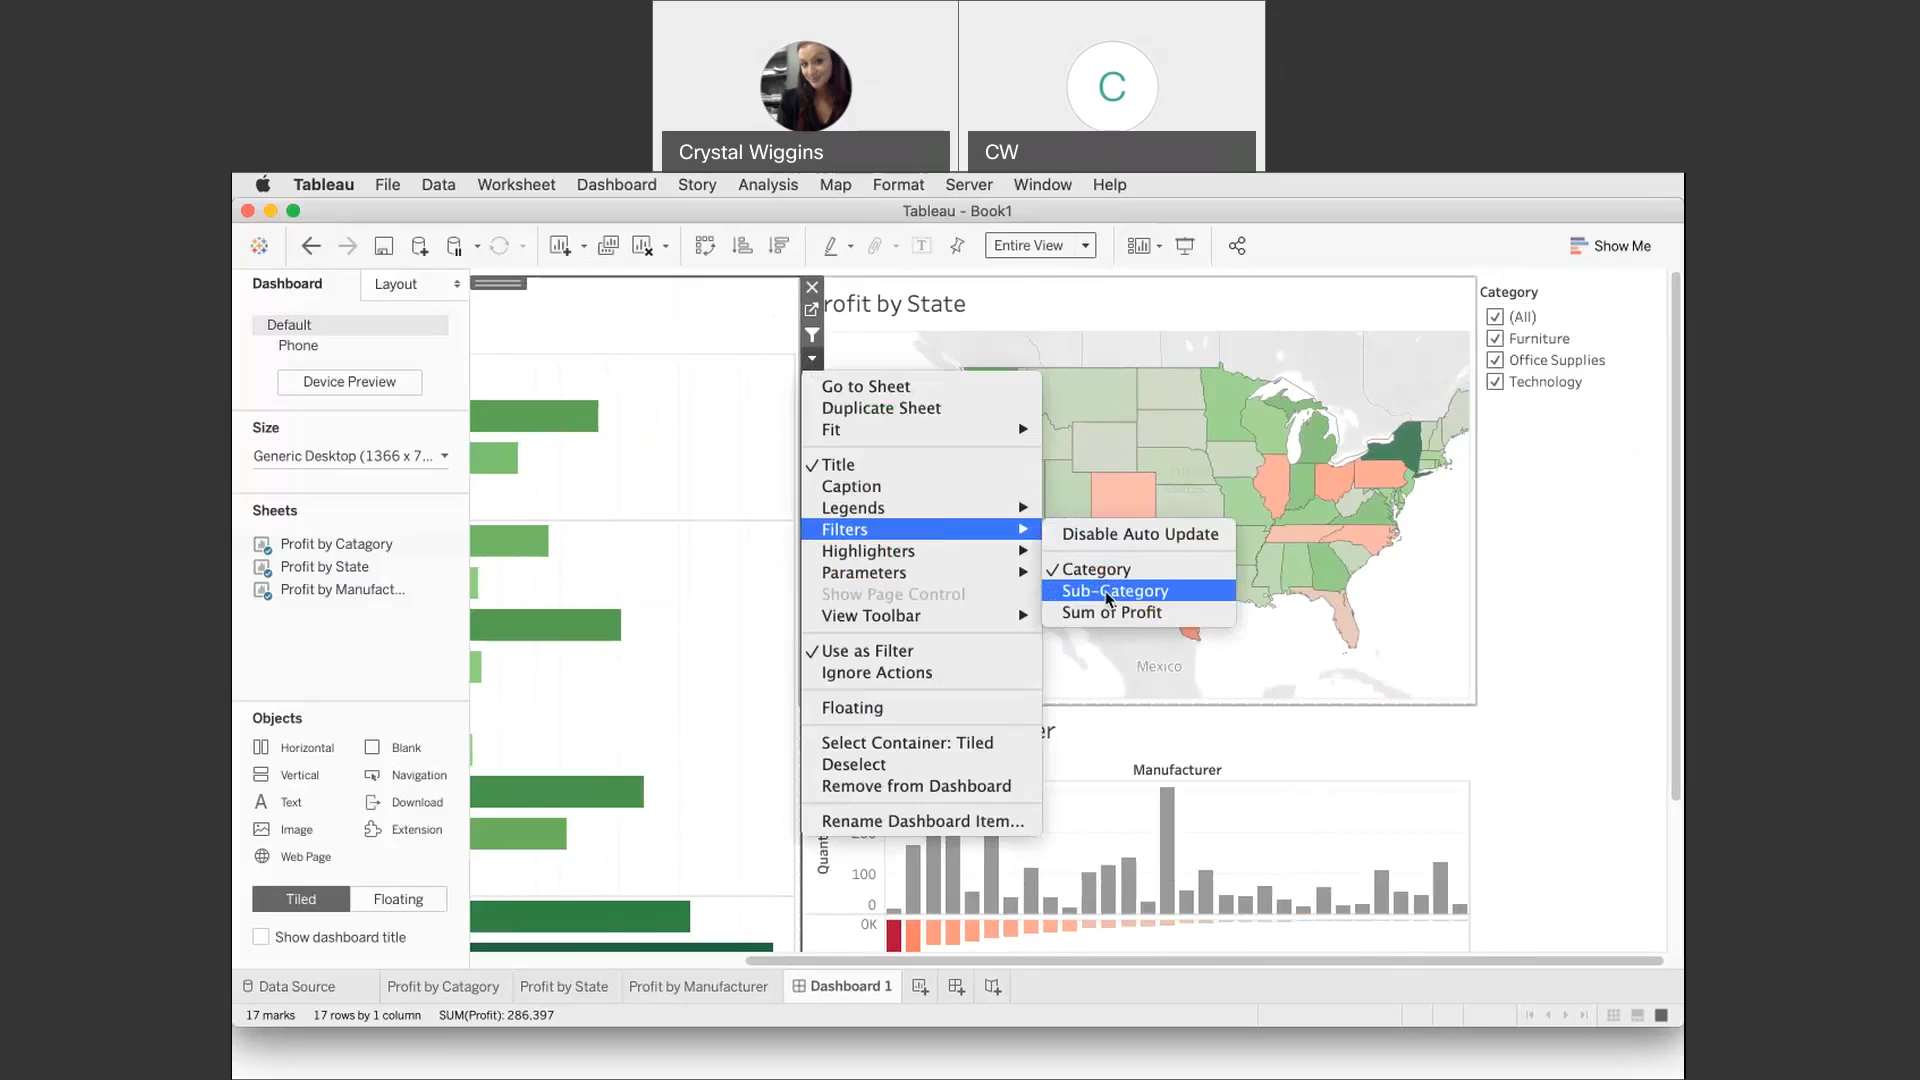 C
Crystal Wiggins
CW
Tableau File Data Worksheet Dashboard Story Analysis Map Format Server Window Help
Tableau - Book1
T
Entire View
Show Me
Dashboard
Layout
Default
Phone
Device Preview
Size
Generic Desktop (1366 x 7...
Sheets
Profit by Catagory
Profit by State
Profit by Manufact...
Objects
Horizontal
Blank
Vertical
Navigation
A Text
Download
Image
Extension
Web Page
Tiled
Floating
Show dashboard title
rofit by State
Go to Sheet
Duplicate Sheet
Fit
Title
Caption
Legends
Filters
Highlighters
Parameters
Show Page Control
View Toolbar
Use as Filter
Ignore Actions
Floating
Select Container: Tiled
Deselect
Remove from Dashboard
Rename Dashboard Item...
Disable Auto Update
Category
Sub-Category
Sum of Profit
Mexico
Category
(All)
Furniture
Office Supplies
Technology
er
Manufacturer
Quant
100
0
0K
Data Source
Profit by Catagory
Profit by State
Profit by Manufacturer
Dashboard 1
17 marks
17 rows by 1 column
SUM(Profit): 286,397